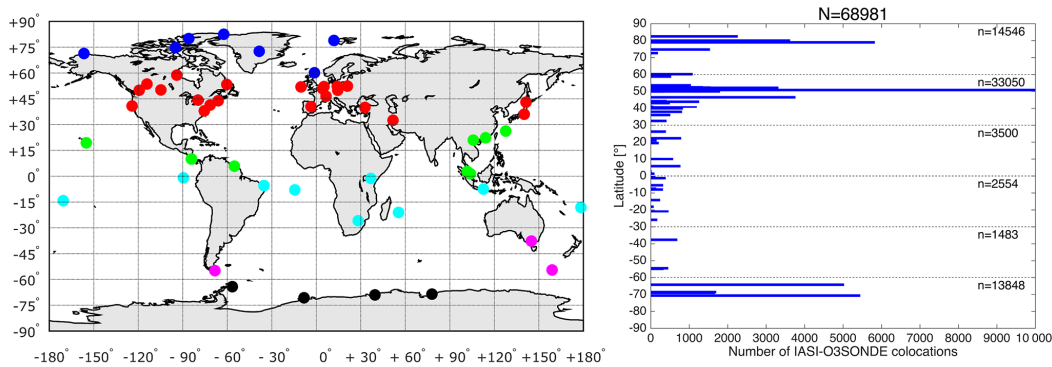 +90°
+75°
+60°
+45°
+30°
+15°
0°
-15°
-30°
-45°
-60°
-75°
-90°
-180° -150° -120° - 90° - 60° - 30° 0° + 30° + 60° + 90° +120° +150° +180°
N=68981
90
80
70
60
50
40
30
20
10
0
-10
-20
-30
-40
-50
-60
-70
-80
-90
Latitude [°]
n=14546
n=33050
n=3500
n=2554
n=1483
n=13848
0 1000 2000 3000 4000 5000 6000 7000 8000 9000 10 000
Number of IASI-O3SONDE colocations